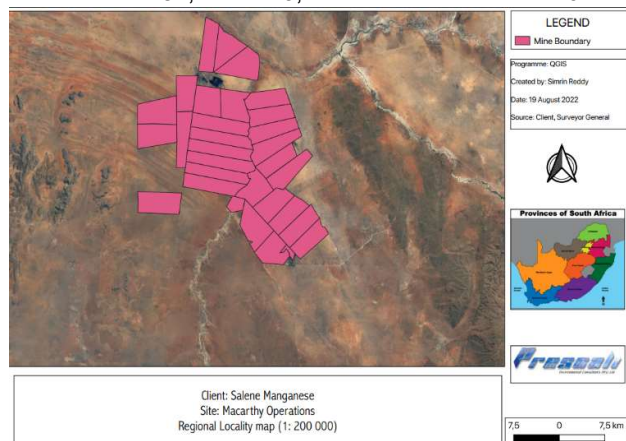 LEGEND
Mine Boundary
Programme: QGIS
Created by: Simrin Reddy
Date: 19 August 2022
Source: Client, Surveyor General
Provinces of South Africa
Client: Salene Manganese
Site: Macarthy Operations
Regional Locality map (1: 200 000)
7,5 0 7,5 km